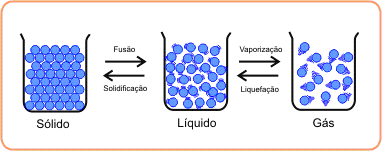 Fusão
Solidificação
Vaporização
Liquefação
Sólido
Líquido
Gás